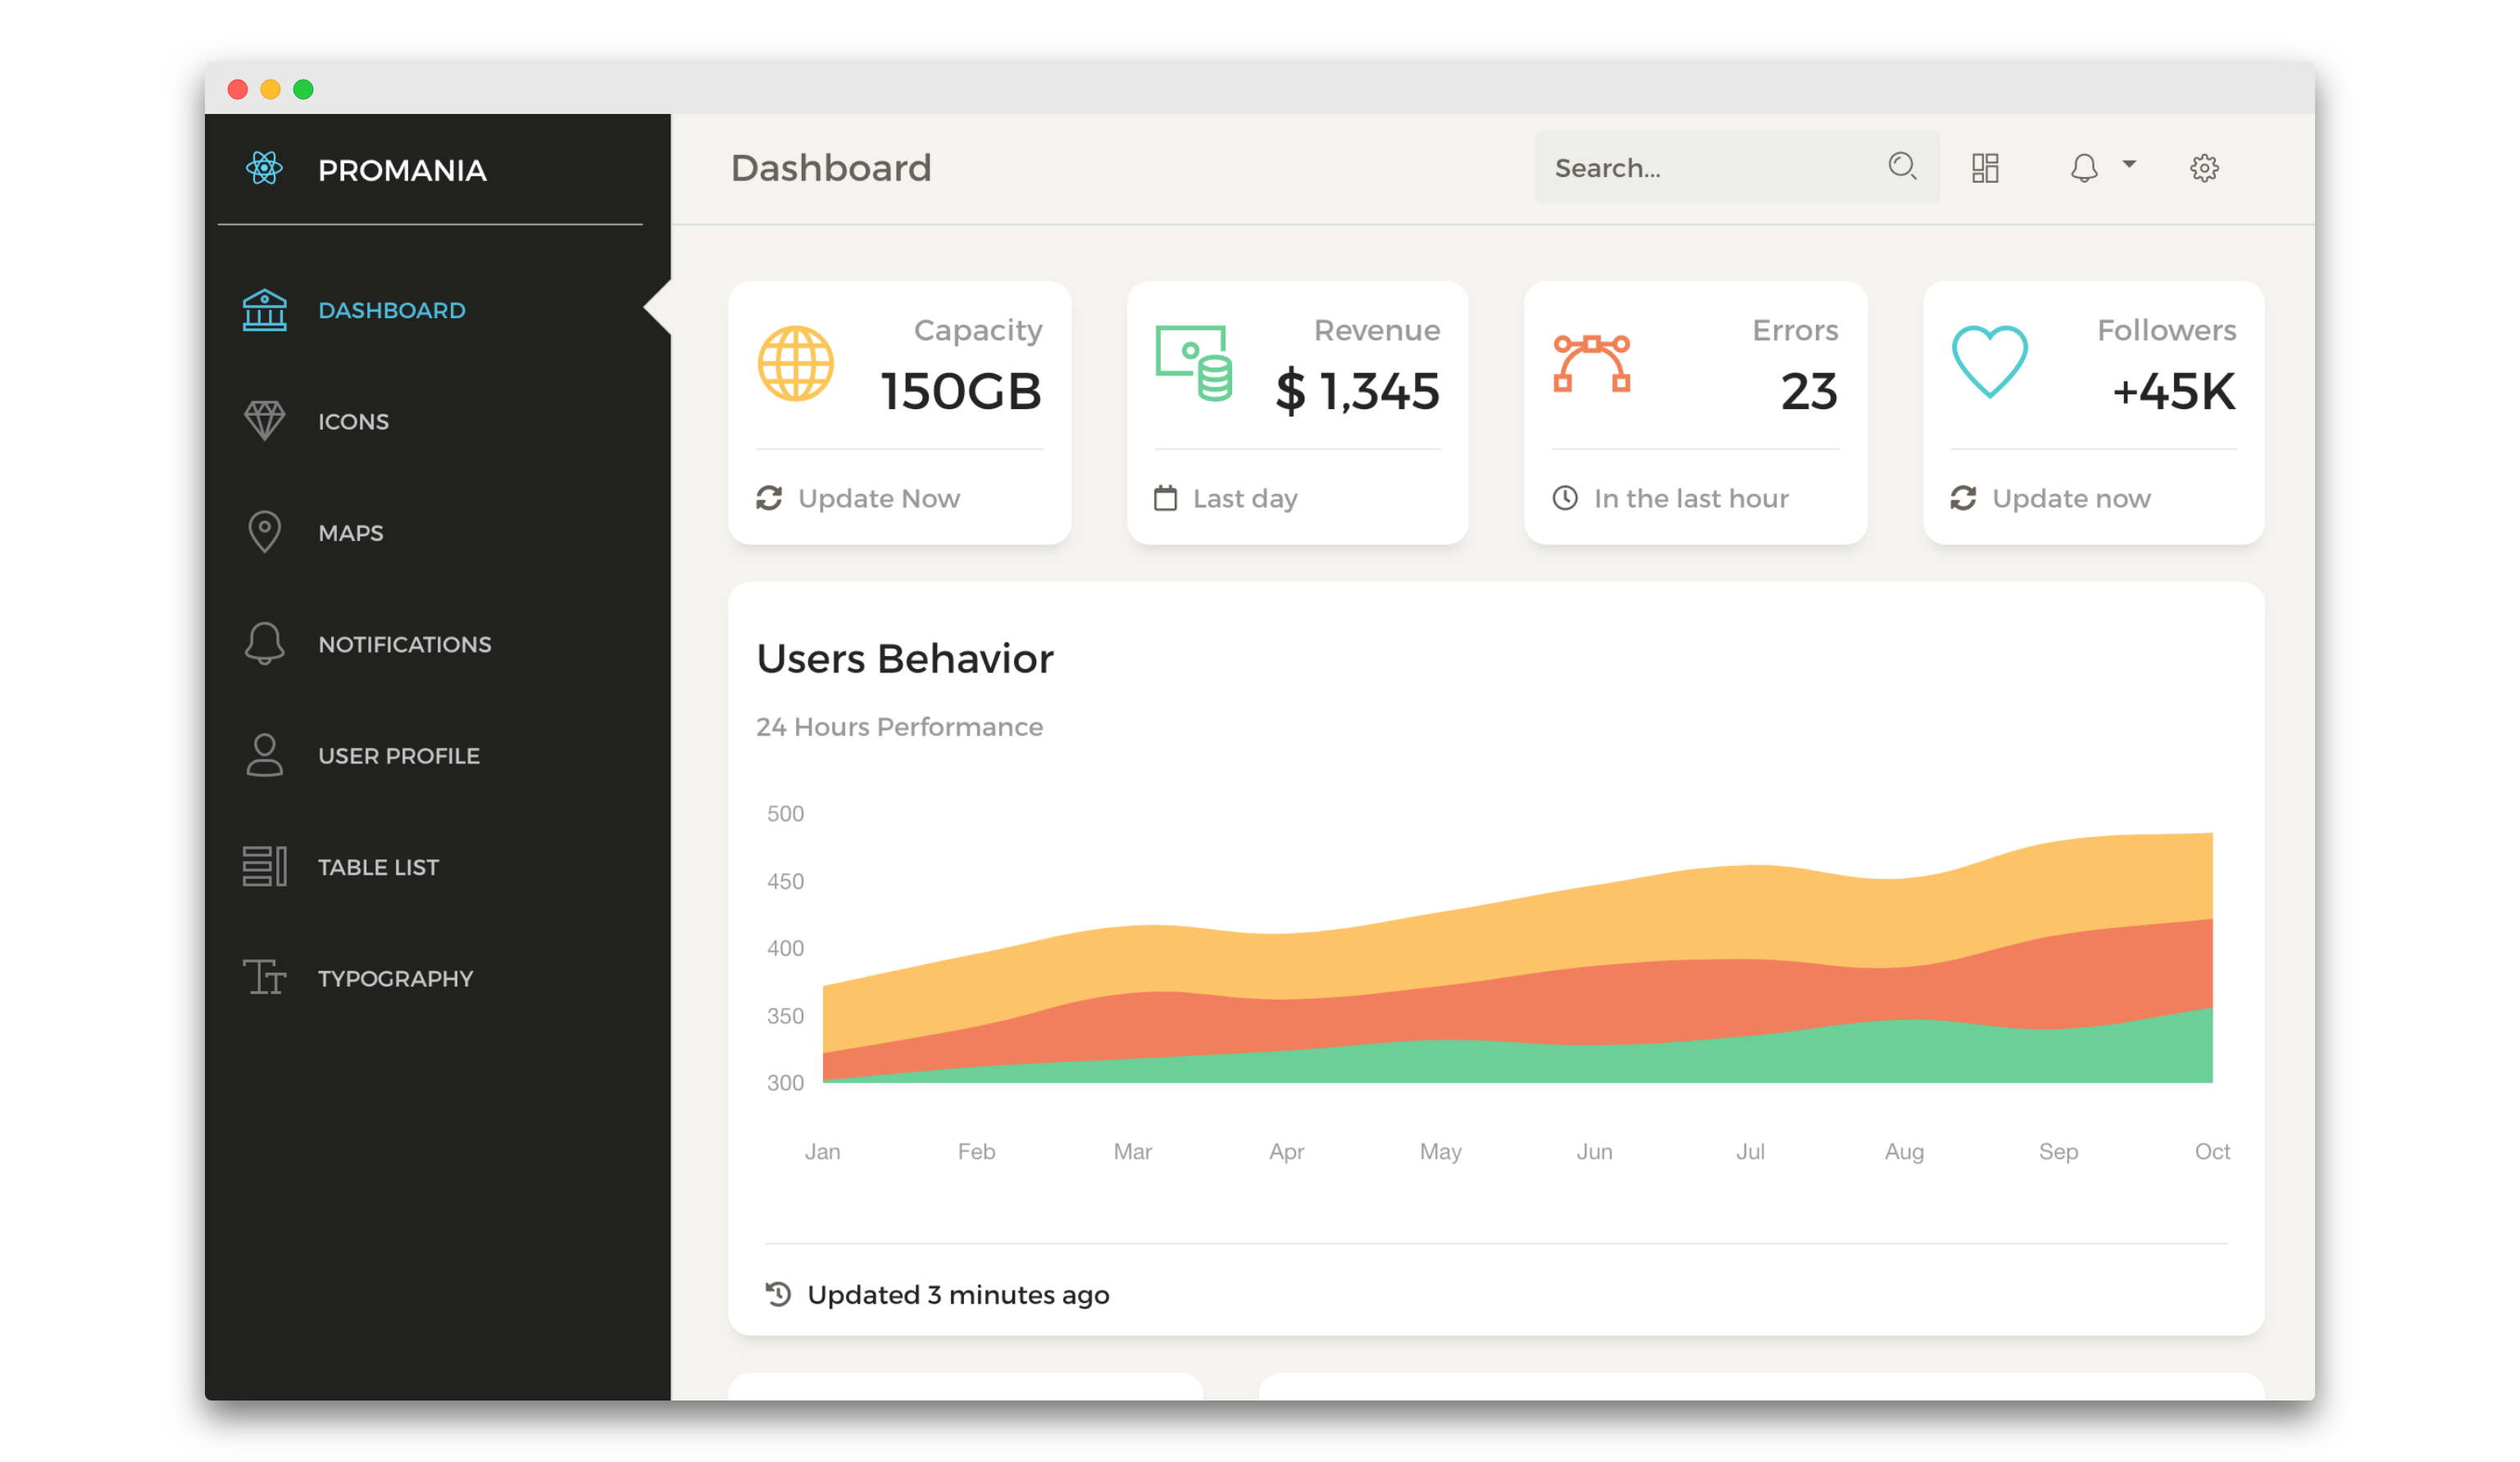 PROMANIA
DASHBOARD
ICONS
MAPS
NOTIFICATIONS
USER PROFILE
TABLE LIST
TYPOGRAPHY
Dashboard
Search...
Capacity
150GB
Update Now
Revenue
$ 1,345
Last day
Errors
23
In the last hour
Followers
+45K
Update now
Users Behavior
24 Hours Performance
500
450
400
350
300
Jan Feb Mar Apr May Jun Jul Aug Sep Oct
Updated 3 minutes ago